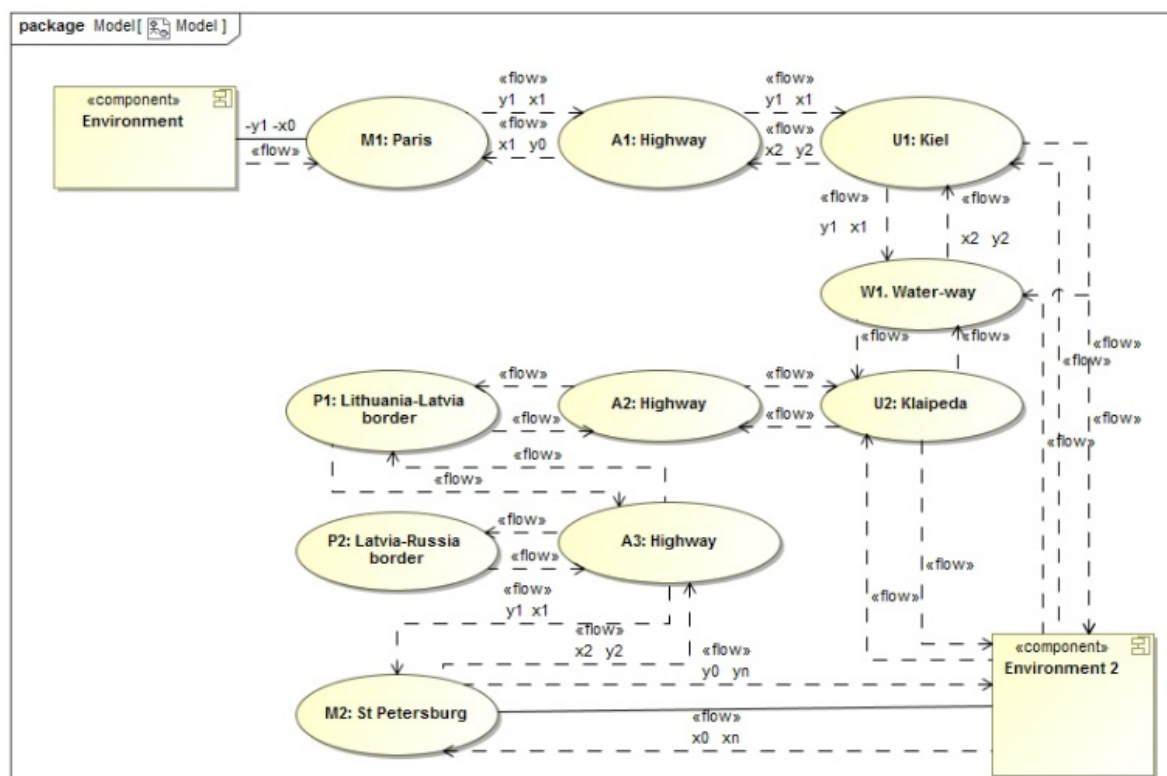 package Model[ Model ]
«component»
Environment
-y1 -x0
«flow»
M1: Paris
«flow»
y1 x1
«flow»
x1 y0
A1: Highway
«flow»
y1 x1
«flow»
x2 y2
U1: Kiel
«flow»
y1 x1
«flow»
x2 y2
W1. Water-way
«flow»
«flow»
«flow»
«flow»
«flow»
P1: Lithuania-Latvia
border
«flow»
«flow»
A2: Highway
«flow»
«flow»
U2: Klaipeda
«flow»
«flow»
«flow»
P2: Latvia-Russia
border
«flow»
«flow»
A3: Highway
«flow»
«flow»
y1 x1
«flow»
x2 y2
«flow»
y0 yn
M2: St Petersburg
«flow»
x0 xn
«component»
Environment 2